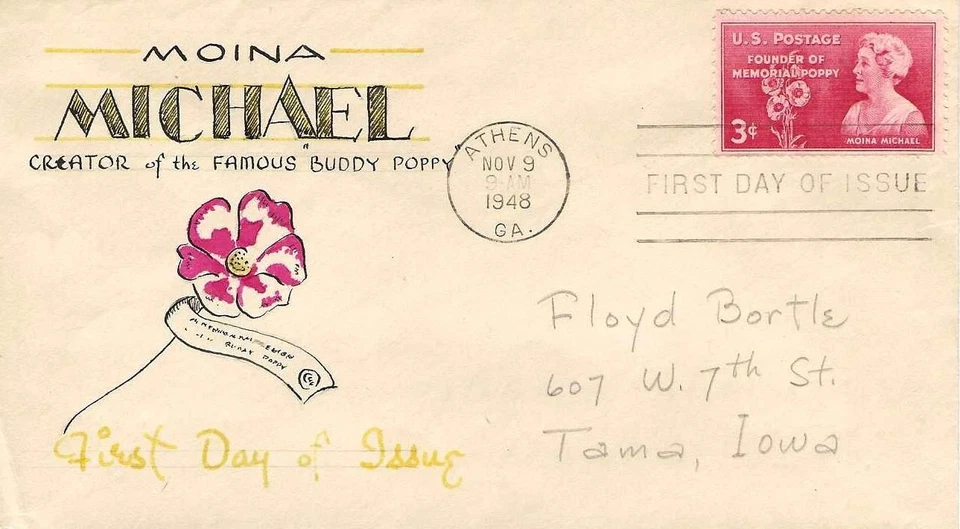 MOINA
MICHAEL
CREATOR of the FAMOUS "BUDDY POPPY"
BUDDY POPPY
First Day of Issue
ATHENS
NOV 9
9-AM
1948
GA.
U.S. POSTAGE
FOUNDER OF
MEMORIAL POPPY
3¢
MOINA MICHAEL
FIRST DAY OF ISSUE
Floyd Bortle
607 W. 7th St.
Tama, Iowa